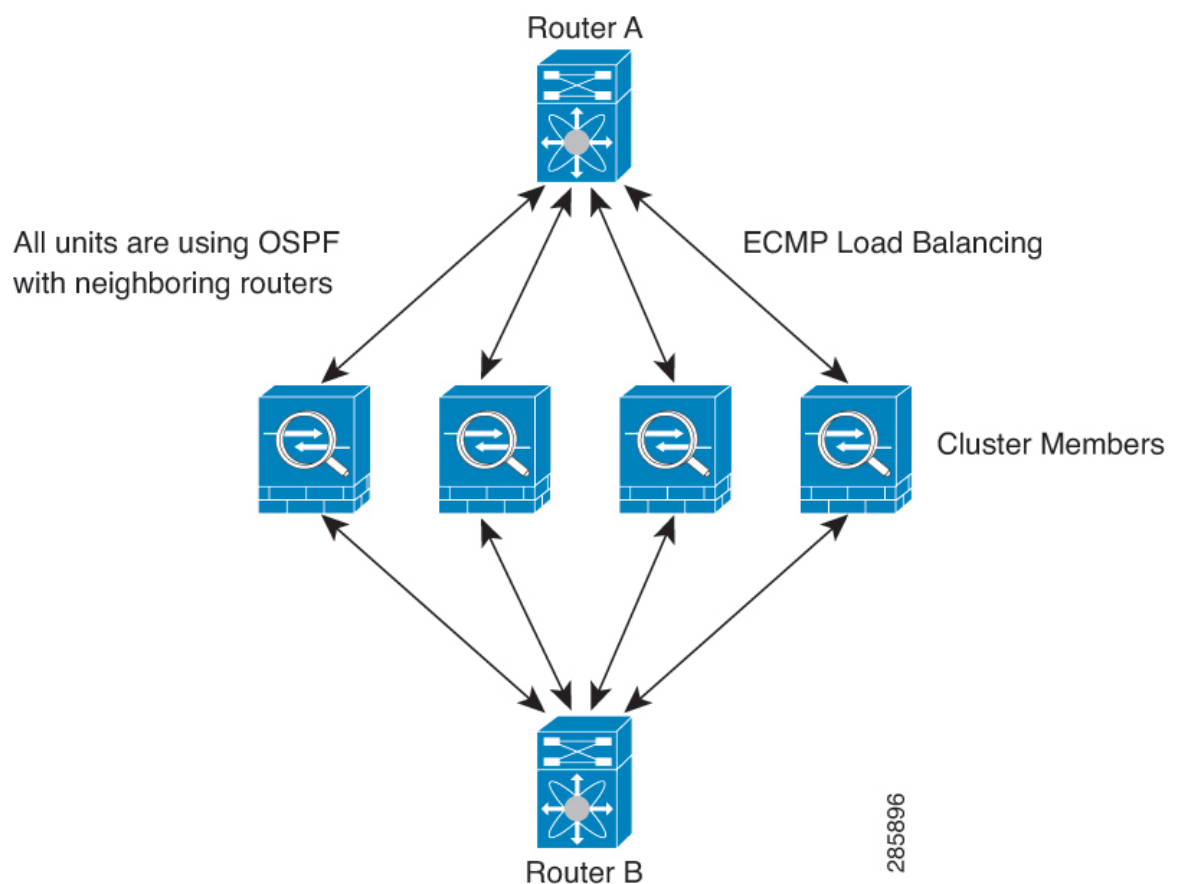 Router A
All units are using OSPF
with neighboring routers
ECMP Load Balancing
Cluster Members
Router B
285896